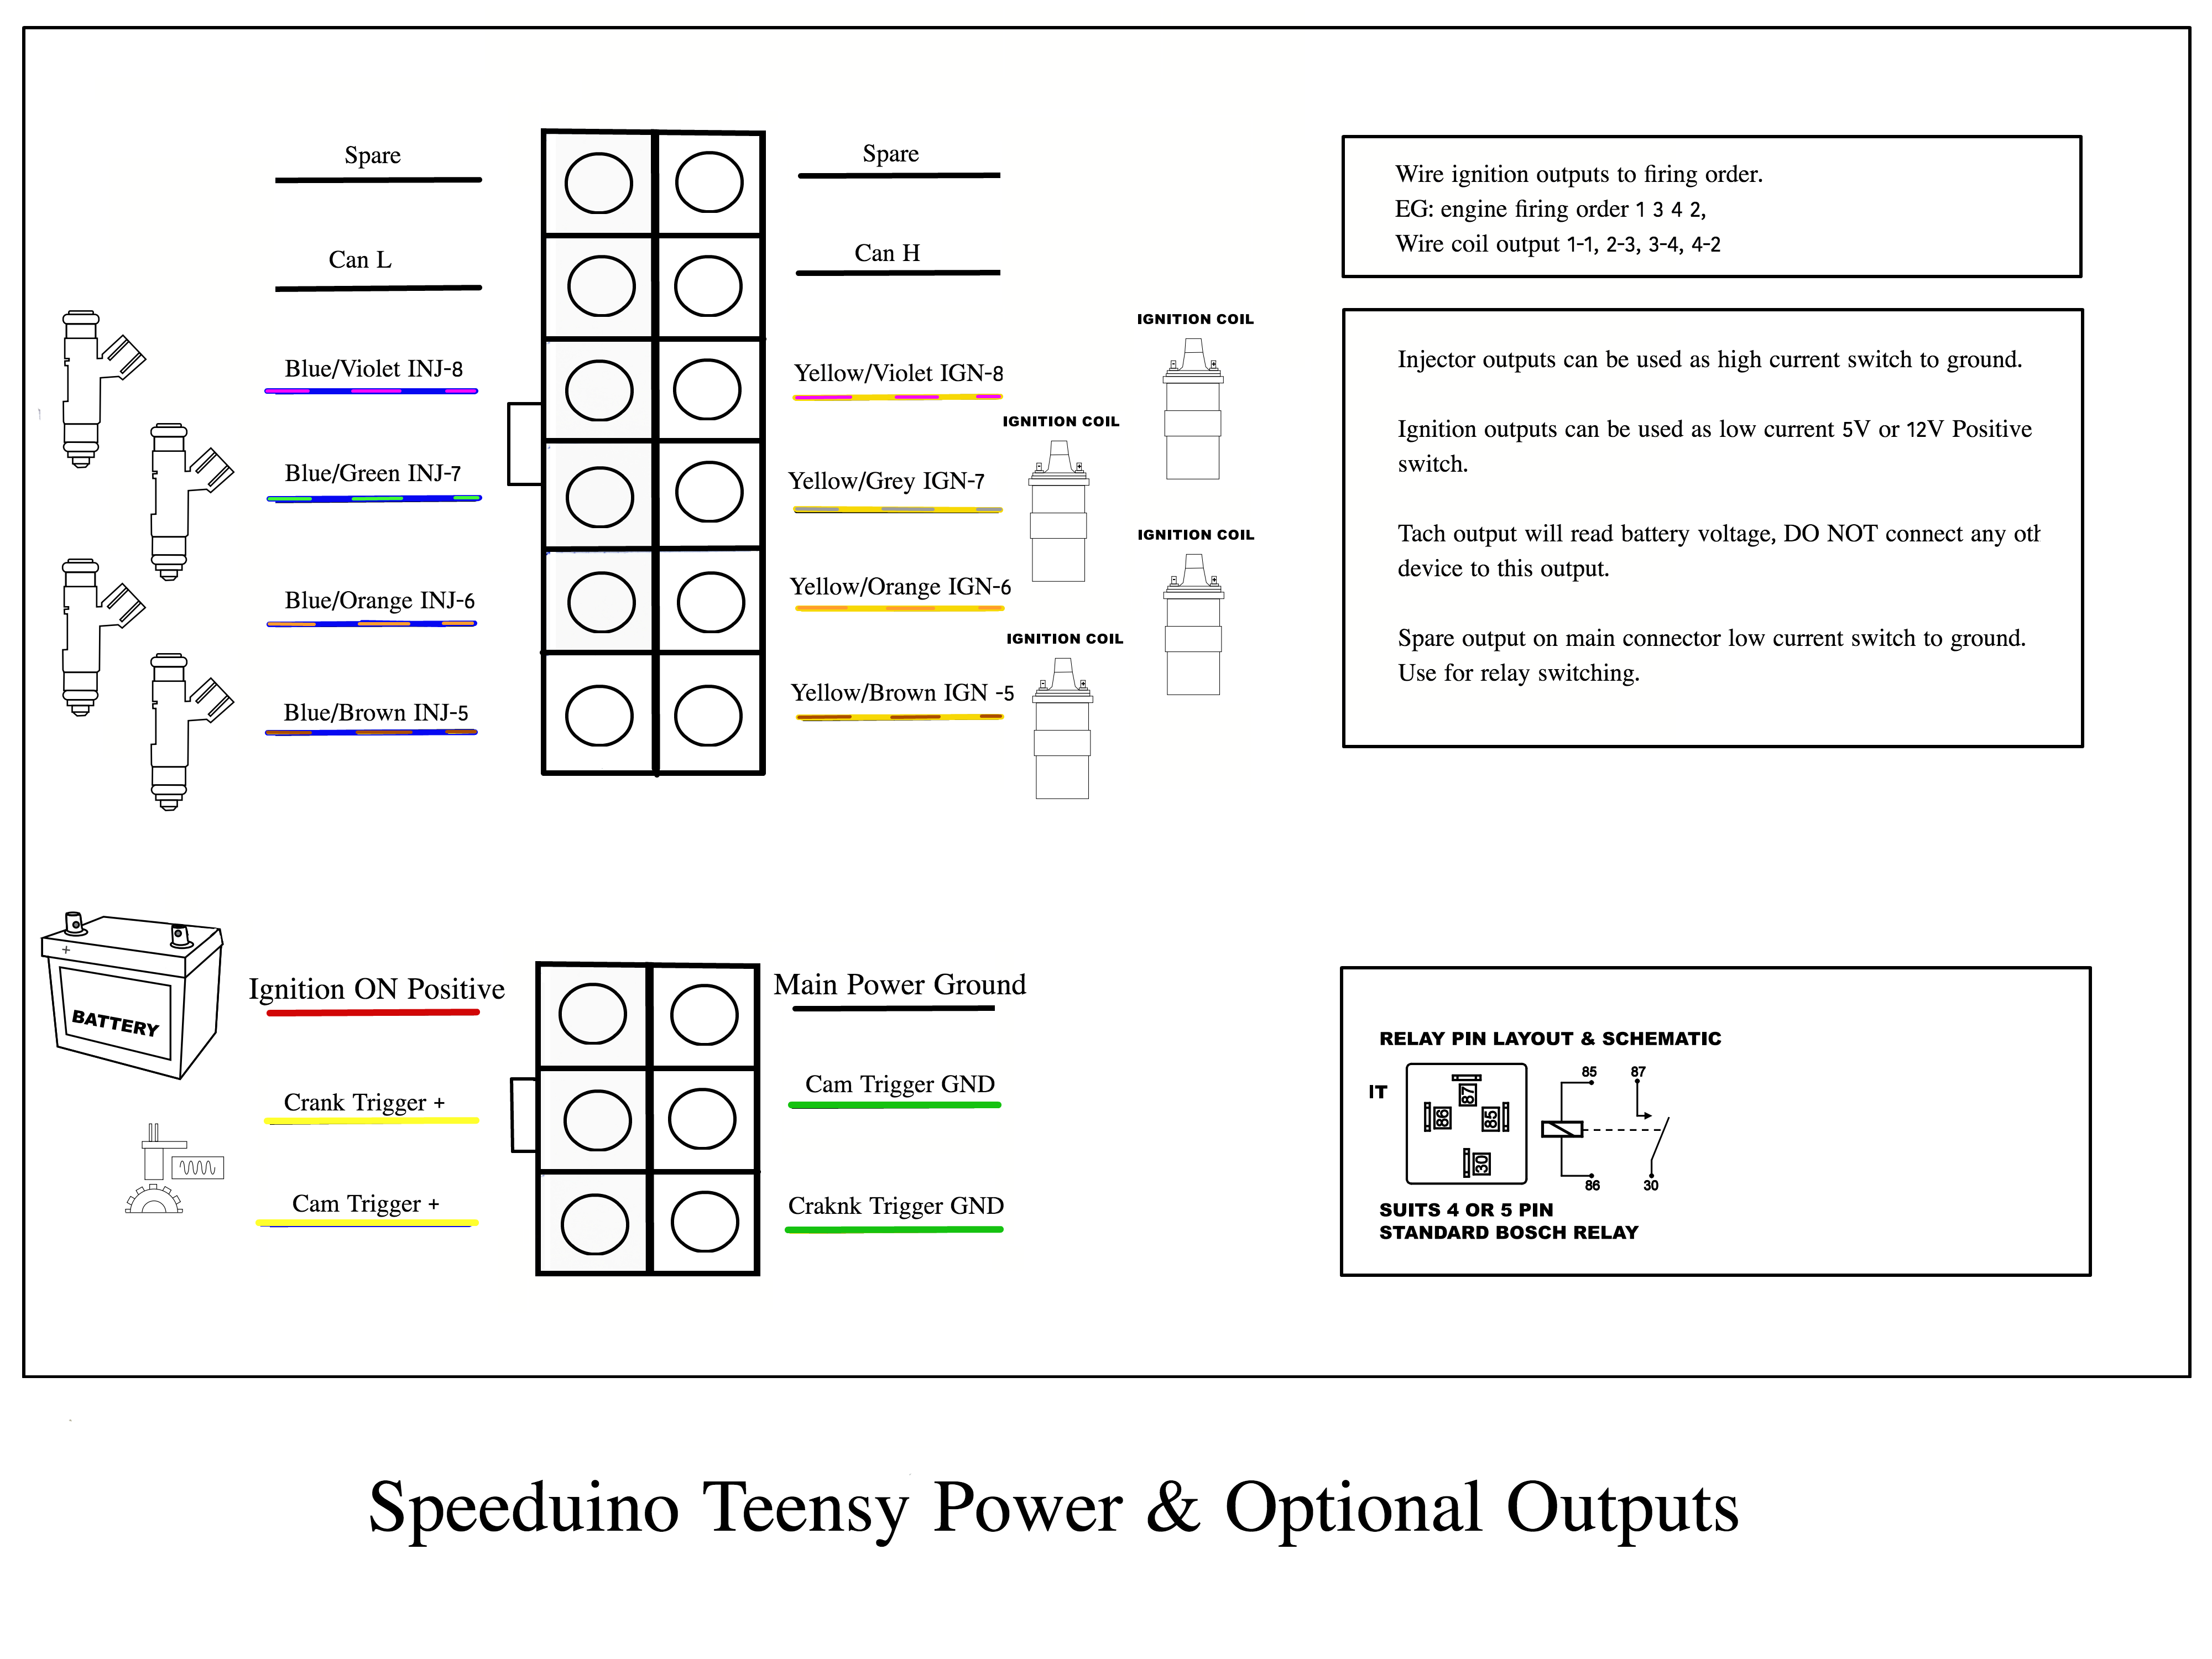 Spare
Spare
Can L
Can H
Blue/Violet INJ-8
Yellow/Violet IGN-8
Blue/Green INJ-7
Yellow/Grey IGN-7
Blue/Orange INJ-6
Yellow/Orange IGN-6
Blue/Brown INJ-5
Yellow/Brown IGN -5
IGNITION COIL
- +
IGNITION COIL
- +
IGNITION COIL
- +
IGNITION COIL
- +
Wire ignition outputs to firing order.
EG: engine firing order 1 3 4 2,
Wire coil output 1-1, 2-3, 3-4, 4-2
Injector outputs can be used as high current switch to ground.
Ignition outputs can be used as low current 5V or 12V Positive
switch.
Tach output will read battery voltage, DO NOT connect any oth
device to this output.
Spare output on main connector low current switch to ground.
Use for relay switching.
+
BATTERY
Ignition ON Positive
Main Power Ground
Crank Trigger +
Cam Trigger GND
Cam Trigger +
Craknk Trigger GND
RELAY PIN LAYOUT & SCHEMATIC
IT
87
86
85
30
85
87
86
30
SUITS 4 OR 5 PIN
STANDARD BOSCH RELAY
Speeduino Teensy Power & Optional Outputs